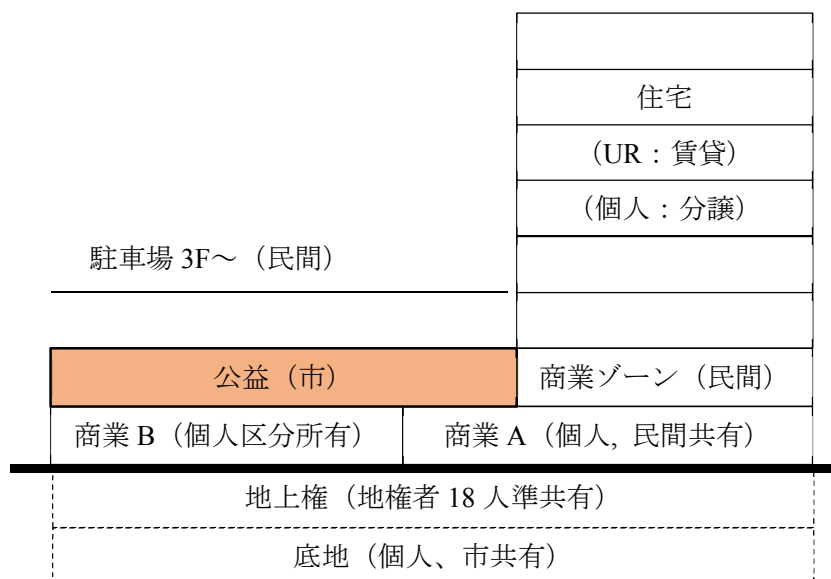 住宅
（UR：賃貸）
（個人：分譲）
駐車場 3F～（民間）
公益（市）
商業ゾーン（民間）
商業 B（個人区分所有）
商業 A（個人, 民間共有）
地上権（地権者 18 人準共有）
底地（個人、市共有）